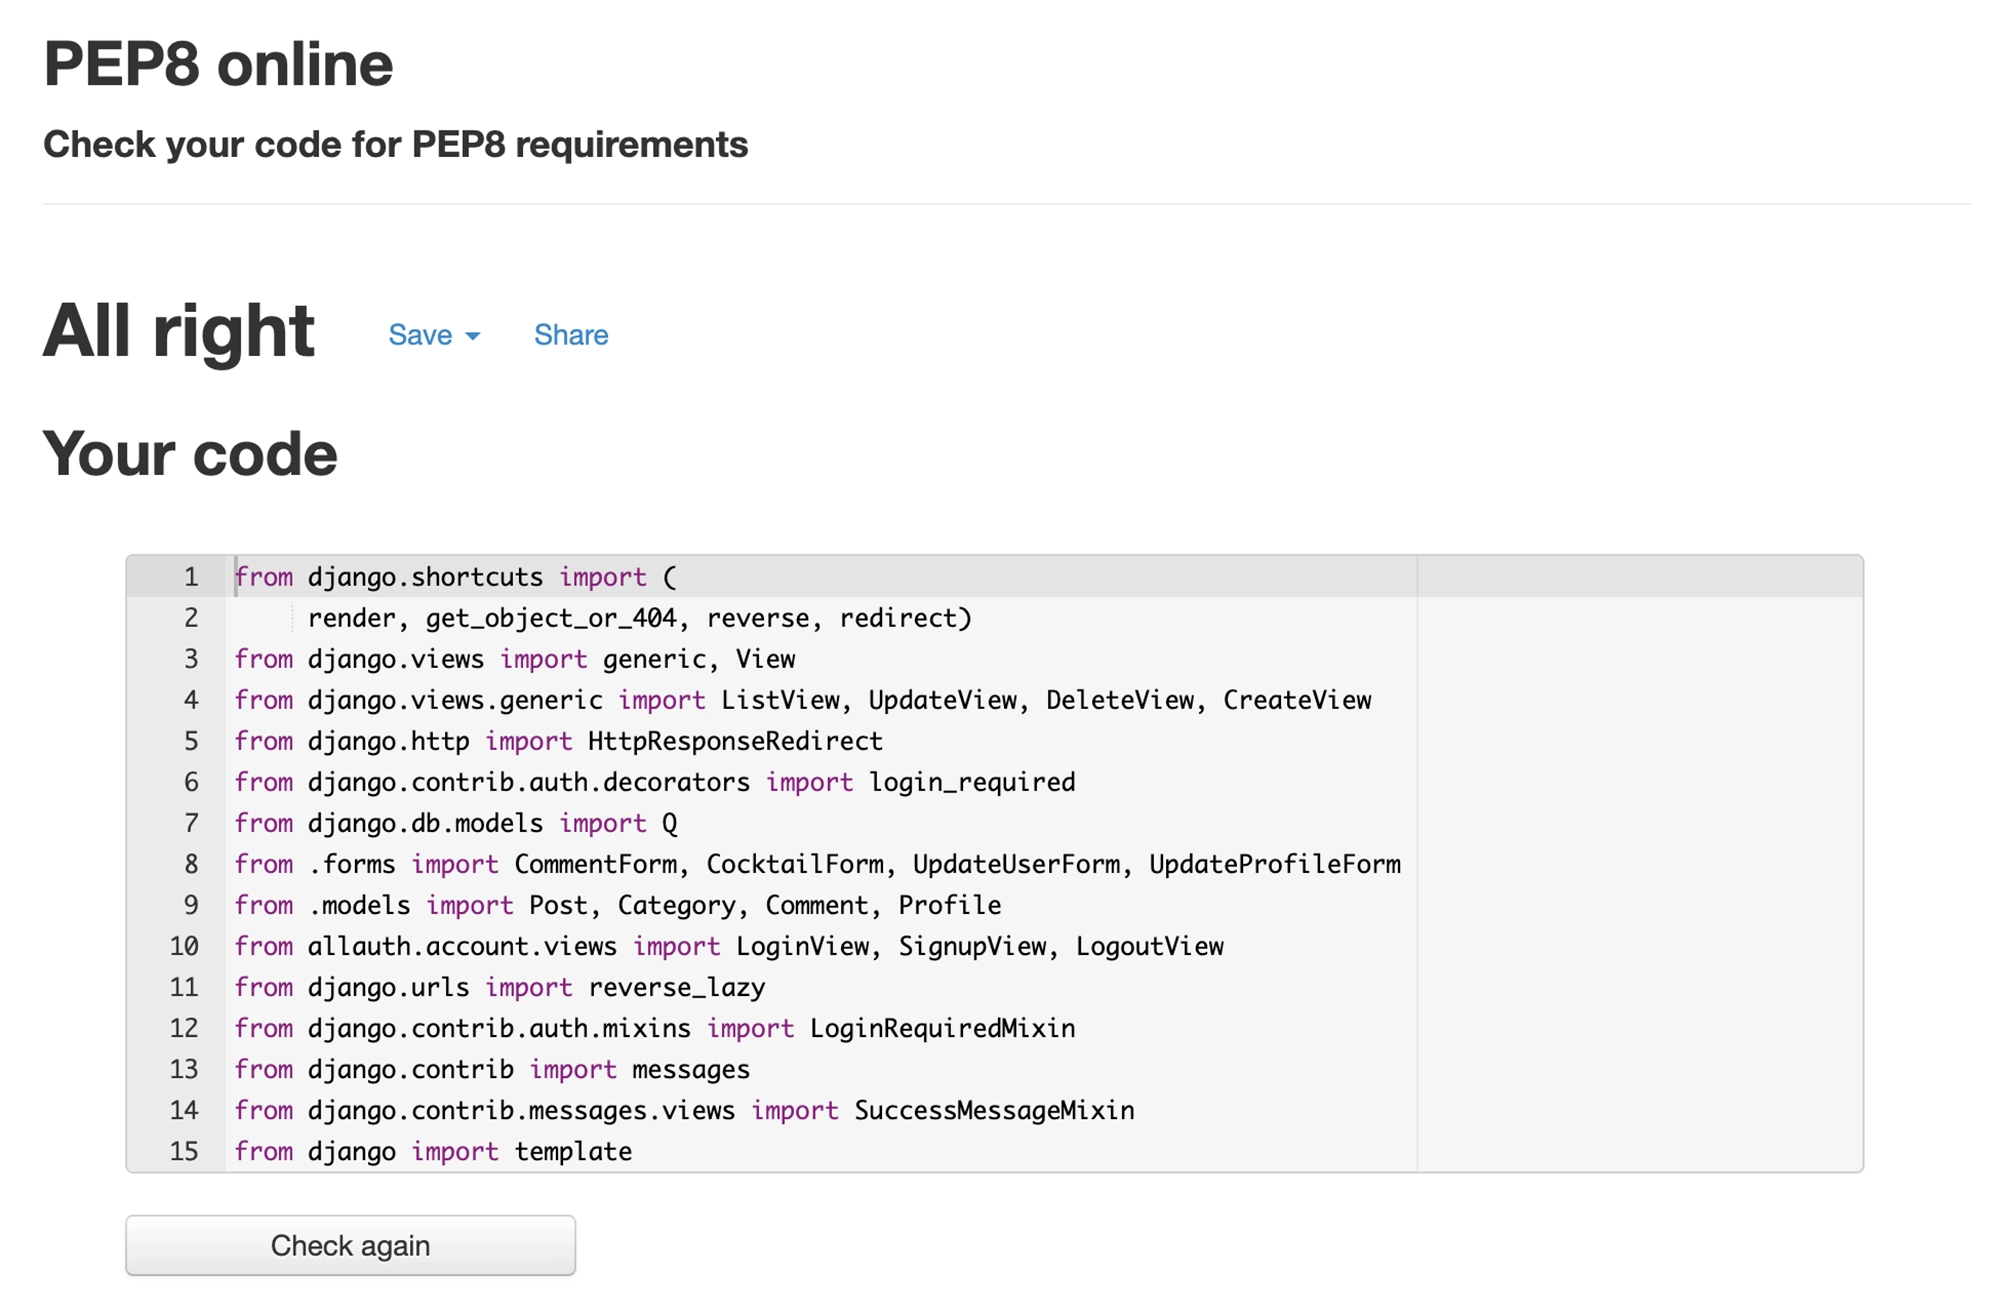 PEP8 online
Check your code for PEP8 requirements
All right Save Share
Your code
1 from django.shortcuts import (
2     render, get_object_or_404, reverse, redirect)
3 from django.views import generic, View
4 from django.views.generic import ListView, UpdateView, DeleteView, CreateView
5 from django.http import HttpResponseRedirect
6 from django.contrib.auth.decorators import login_required
7 from django.db.models import Q
8 from .forms import CommentForm, CocktailForm, UpdateUserForm, UpdateProfileForm
9 from .models import Post, Category, Comment, Profile
10 from allauth.account.views import LoginView, SignupView, LogoutView
11 from django.urls import reverse_lazy
12 from django.contrib.auth.mixins import LoginRequiredMixin
13 from django.contrib import messages
14 from django.contrib.messages.views import SuccessMessageMixin
15 from django import template
Check again